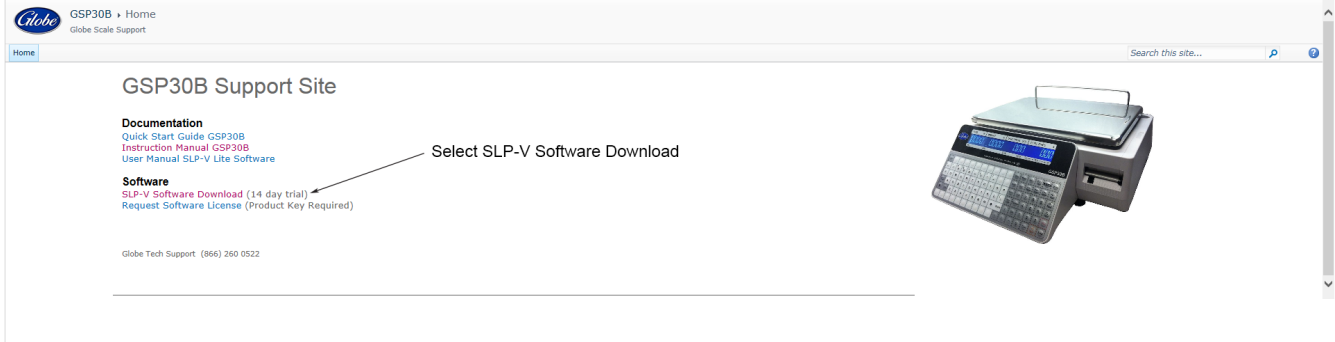 Globe
GSP30B ▸ Home
Globe Scale Support
Home
Search this site...
GSP30B Support Site
Documentation
Quick Start Guide GSP30B
Instruction Manual GSP30B
User Manual SLP-V Lite Software
Select SLP-V Software Download
Software
SLP-V Software Download (14 day trial)
Request Software License (Product Key Required)
Globe Tech Support (866) 260 0522
GSP30B